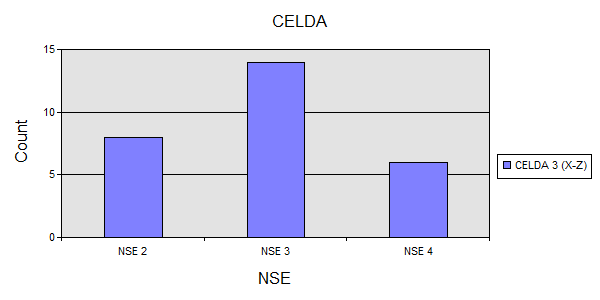 CELDA
15
10
5
0
Count
NSE 2
NSE 3
NSE 4
NSE
CELDA 3 (X-Z)